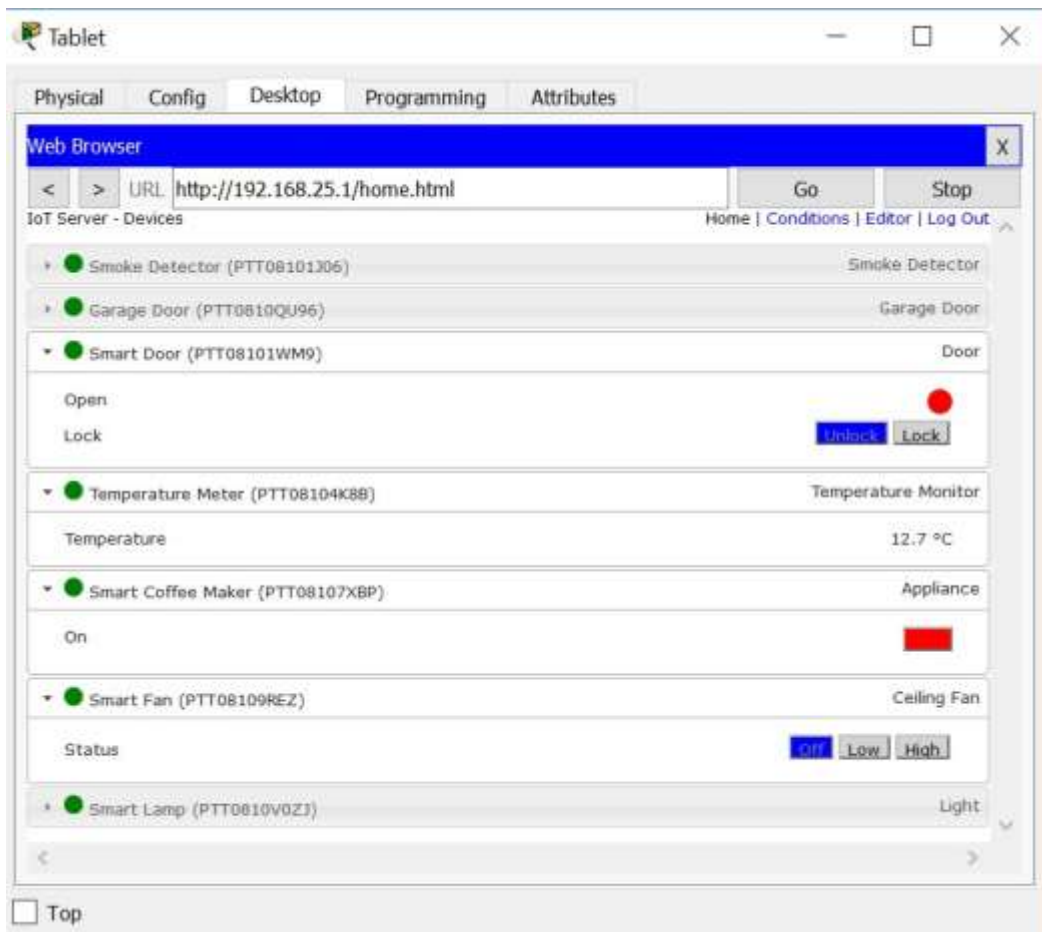 Tablet
Physical Config Desktop Programming Attributes
Web Browser X
< > URL http://192.168.25.1/home.html Go Stop
IoT Server - Devices Home | Conditions | Editor | Log Out
Smoke Detector (PTT08101J06) Smoke Detector
Garage Door (PTT0810QU96) Garage Door
Smart Door (PTT08101WM9) Door
Open
Lock Unlock Lock
Temperature Meter (PTT08104K8B) Temperature Monitor
Temperature 12.7 °C
Smart Coffee Maker (PTT08107XBP) Appliance
On
Smart Fan (PTT08109REZ) Ceiling Fan
Status Off Low High
Smart Lamp (PTT0810V0ZJ) Light
Top